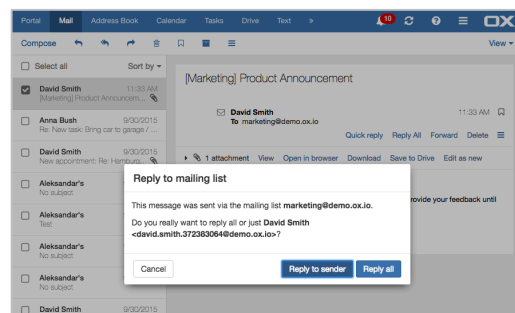 Portal Mail Address Book Calendar Tasks Drive Text » 10 OX
Compose View
Select all Sort by
David Smith 11:33 AM
[Marketing] Product Announcem...
Anna Bush 9/30/2015
Re: New task: Bring car to garage / ...
David Smith 9/30/2015
New appointment: Re: Hamburg...
Aleksandar's
No subject
Aleksandar's
Test
Aleksandar's
No subject
Aleksandar's
No subject
David Smith 9/30/2015
[Marketing] Product Announcement
David Smith 11:33 AM
To marketing@demo.ox.io
Quick reply Reply All Forward Delete
1 attachment View Open in browser Download Save to Drive Edit as new
rovide your feedback until
Reply to mailing list
This message was sent via the mailing list marketing@demo.ox.io.
Do you really want to reply all or just David Smith
<david.smith.372383064@demo.ox.io>?
Cancel Reply to sender Reply all